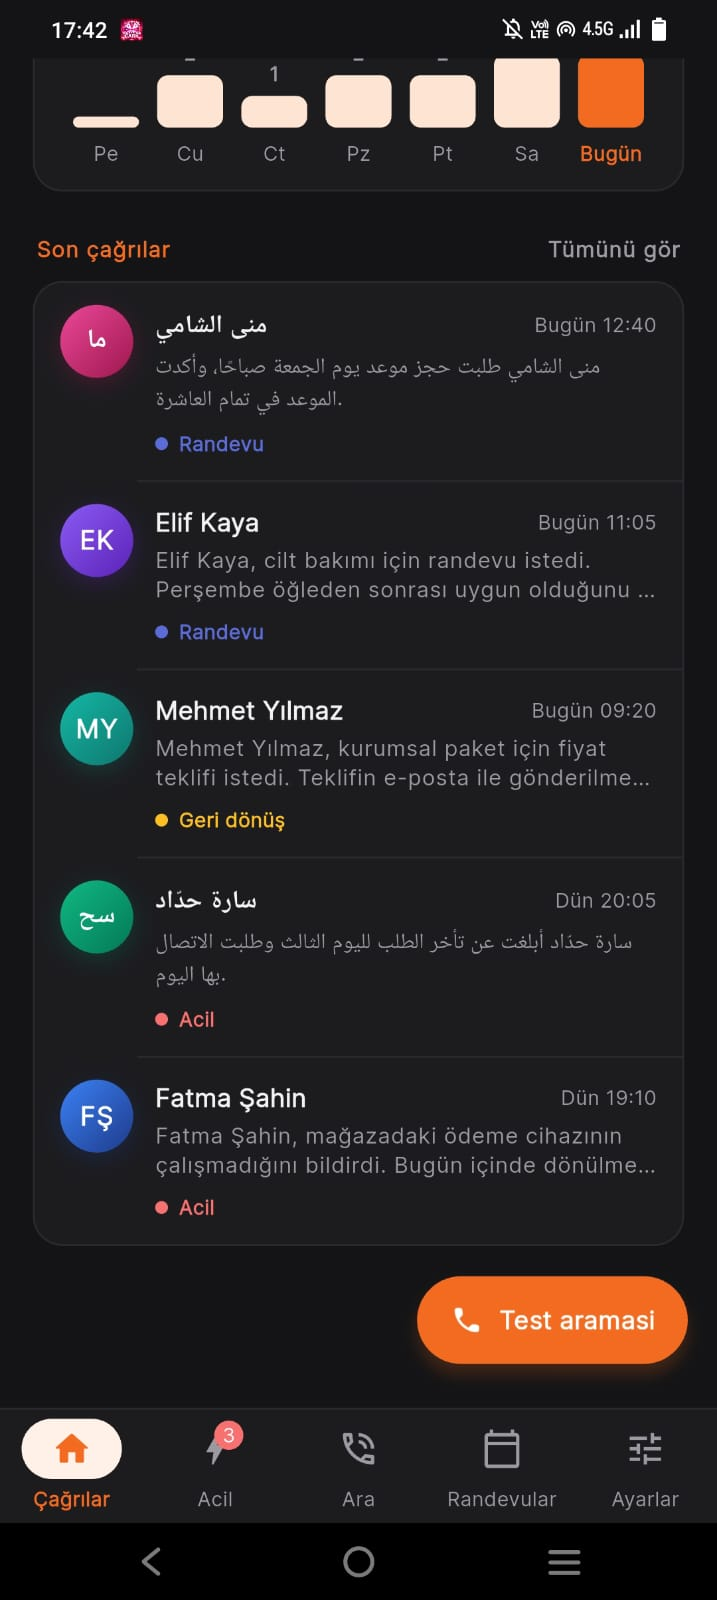 17:42
4.5G
1
Pe Cu Ct Pz Pt Sa Bugün
Son çağrılar
Tümünü gör
ما
منى الشامي
Bugün 12:40
منى الشامي طلبت حجز موعد يوم الجمعة صباحًا، وأكدت
الموعد في تمام العاشرة.
Randevu
EK
Elif Kaya
Bugün 11:05
Elif Kaya, cilt bakımı için randevu istedi.
Perşembe öğleden sonrası uygun olduğunu ...
Randevu
MY
Mehmet Yılmaz
Bugün 09:20
Mehmet Yılmaz, kurumsal paket için fiyat
teklifi istedi. Teklifin e-posta ile gönderilme...
Geri dönüş
سح
سارة حدّاد
Dün 20:05
سارة حدّاد أبلغت عن تأخر الطلب لليوم الثالث وطلبت الاتصال
بها اليوم.
Acil
FŞ
Fatma Şahin
Dün 19:10
Fatma Şahin, mağazadaki ödeme cihazının
çalışmadığını bildirdi. Bugün içinde dönülme...
Acil
Test aramasi
3
Çağrılar Acil Ara Randevular Ayarlar